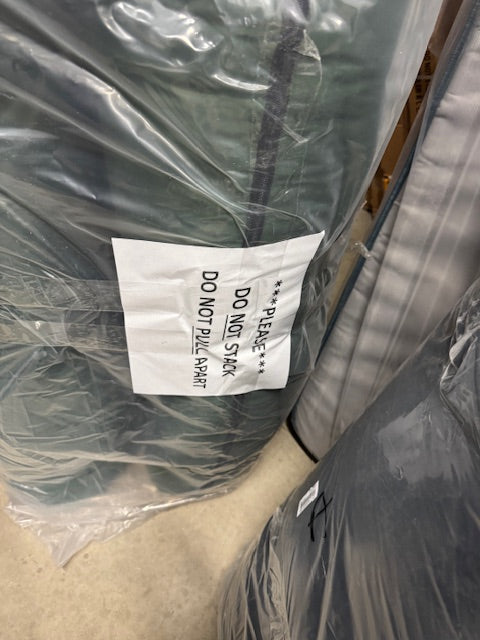 ***PLEASE***
DO NOT STACK
DO NOT PULL APART
A